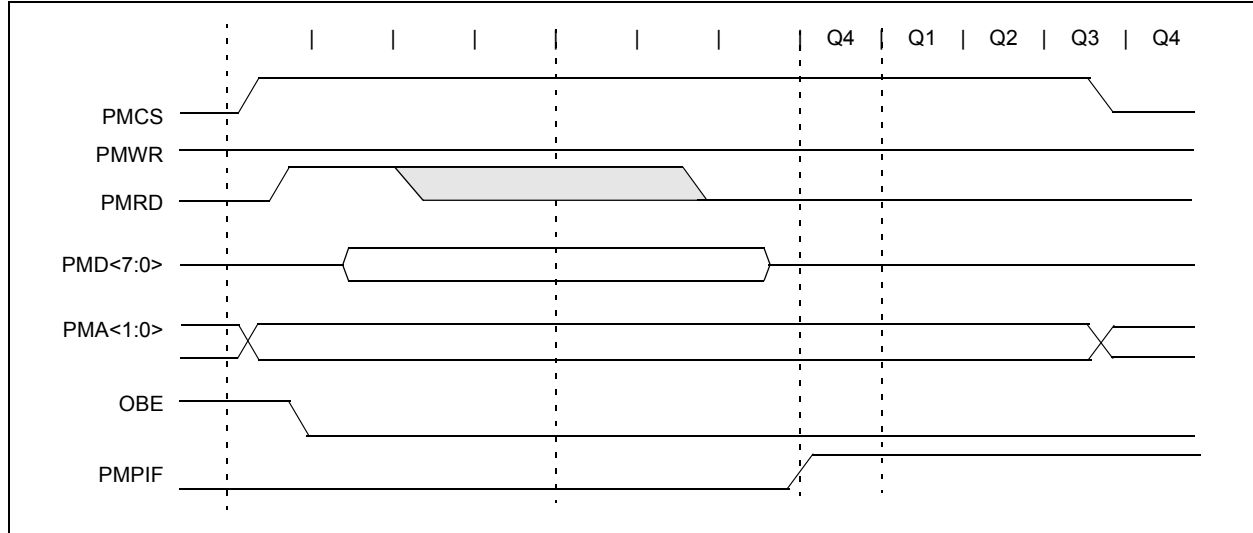 | | | | | | | Q4 | Q1 | Q2 | Q3 | Q4
PMCS
PMWR
PMRD
PMD<7:0>
PMA<1:0>
OBE
PMPIF